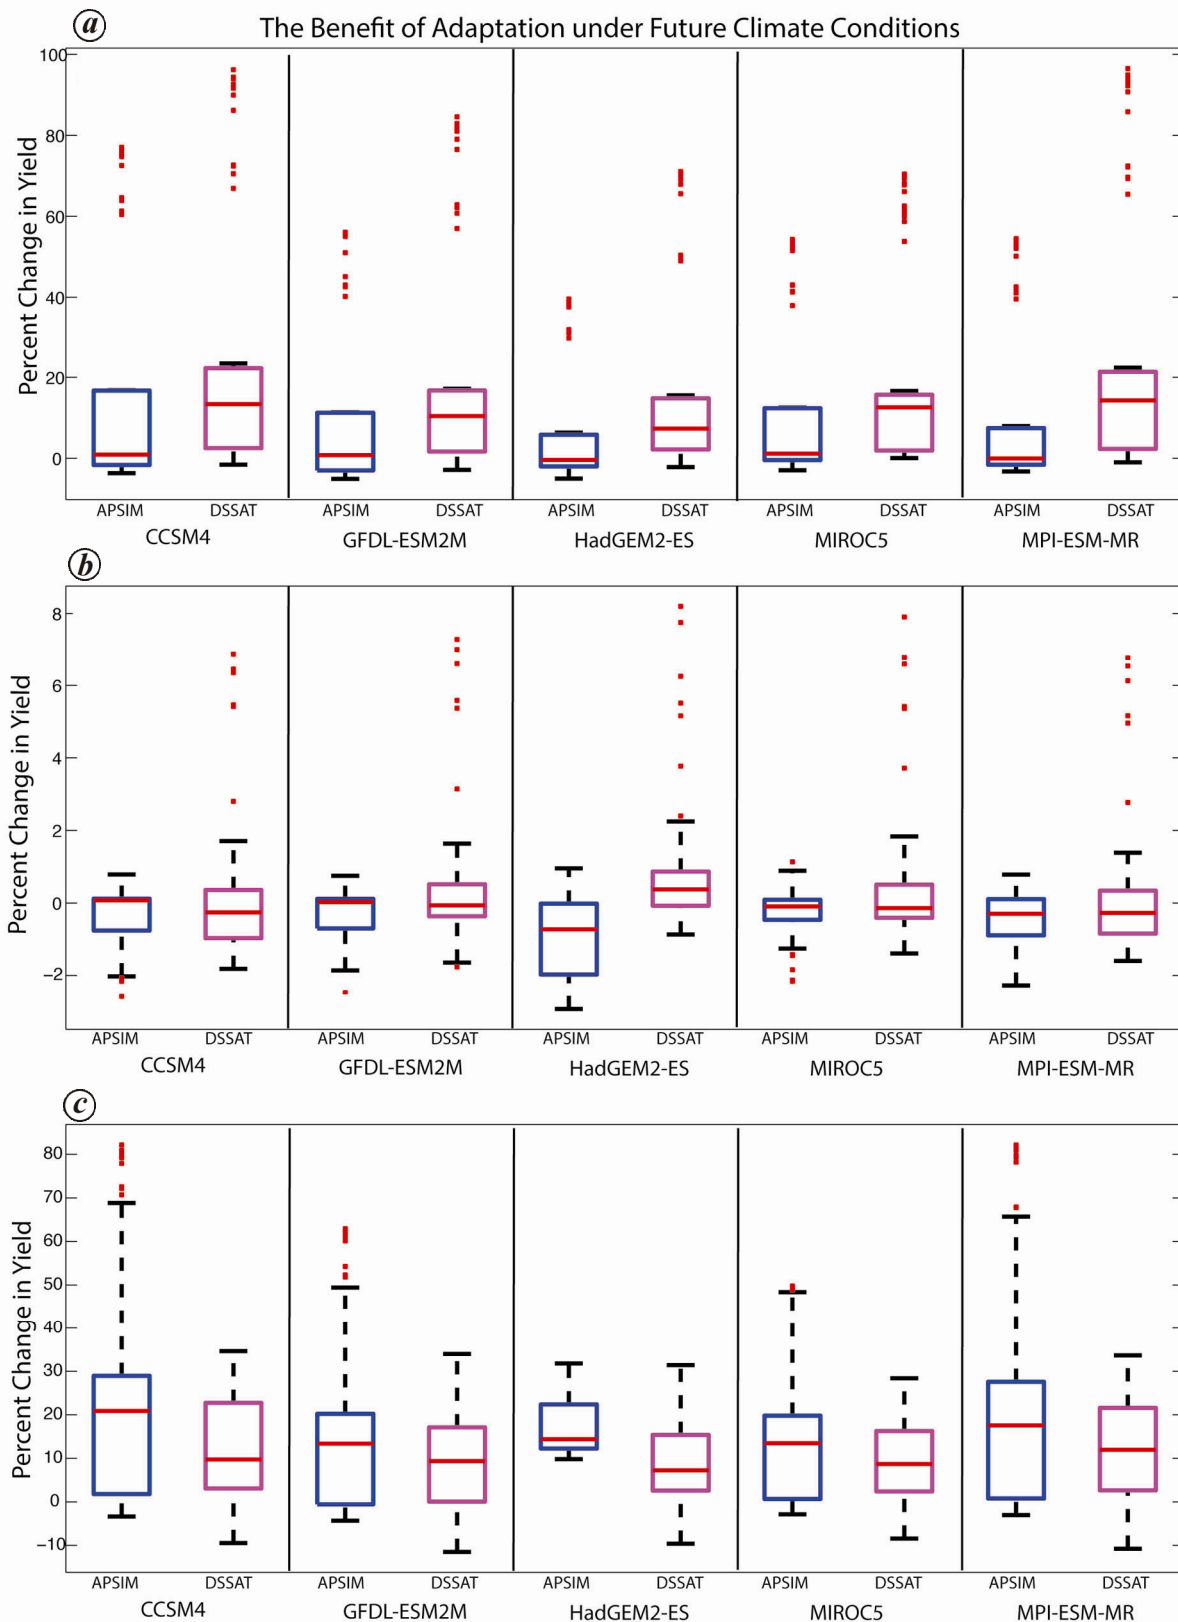 a
The Benefit of Adaptation under Future Climate Conditions
Percent Change in Yield
100
80
60
40
20
0
APSIM DSSAT APSIM DSSAT APSIM DSSAT APSIM DSSAT APSIM DSSAT
CCSM4 GFDL-ESM2M HadGEM2-ES MIROC5 MPI-ESM-MR
b
Percent Change in Yield
8
6
4
2
0
−2
APSIM DSSAT APSIM DSSAT APSIM DSSAT APSIM DSSAT APSIM DSSAT
CCSM4 GFDL-ESM2M HadGEM2-ES MIROC5 MPI-ESM-MR
c
Percent Change in Yield
80
70
60
50
40
30
20
10
0
−10
APSIM DSSAT APSIM DSSAT APSIM DSSAT APSIM DSSAT APSIM DSSAT
CCSM4 GFDL-ESM2M HadGEM2-ES MIROC5 MPI-ESM-MR